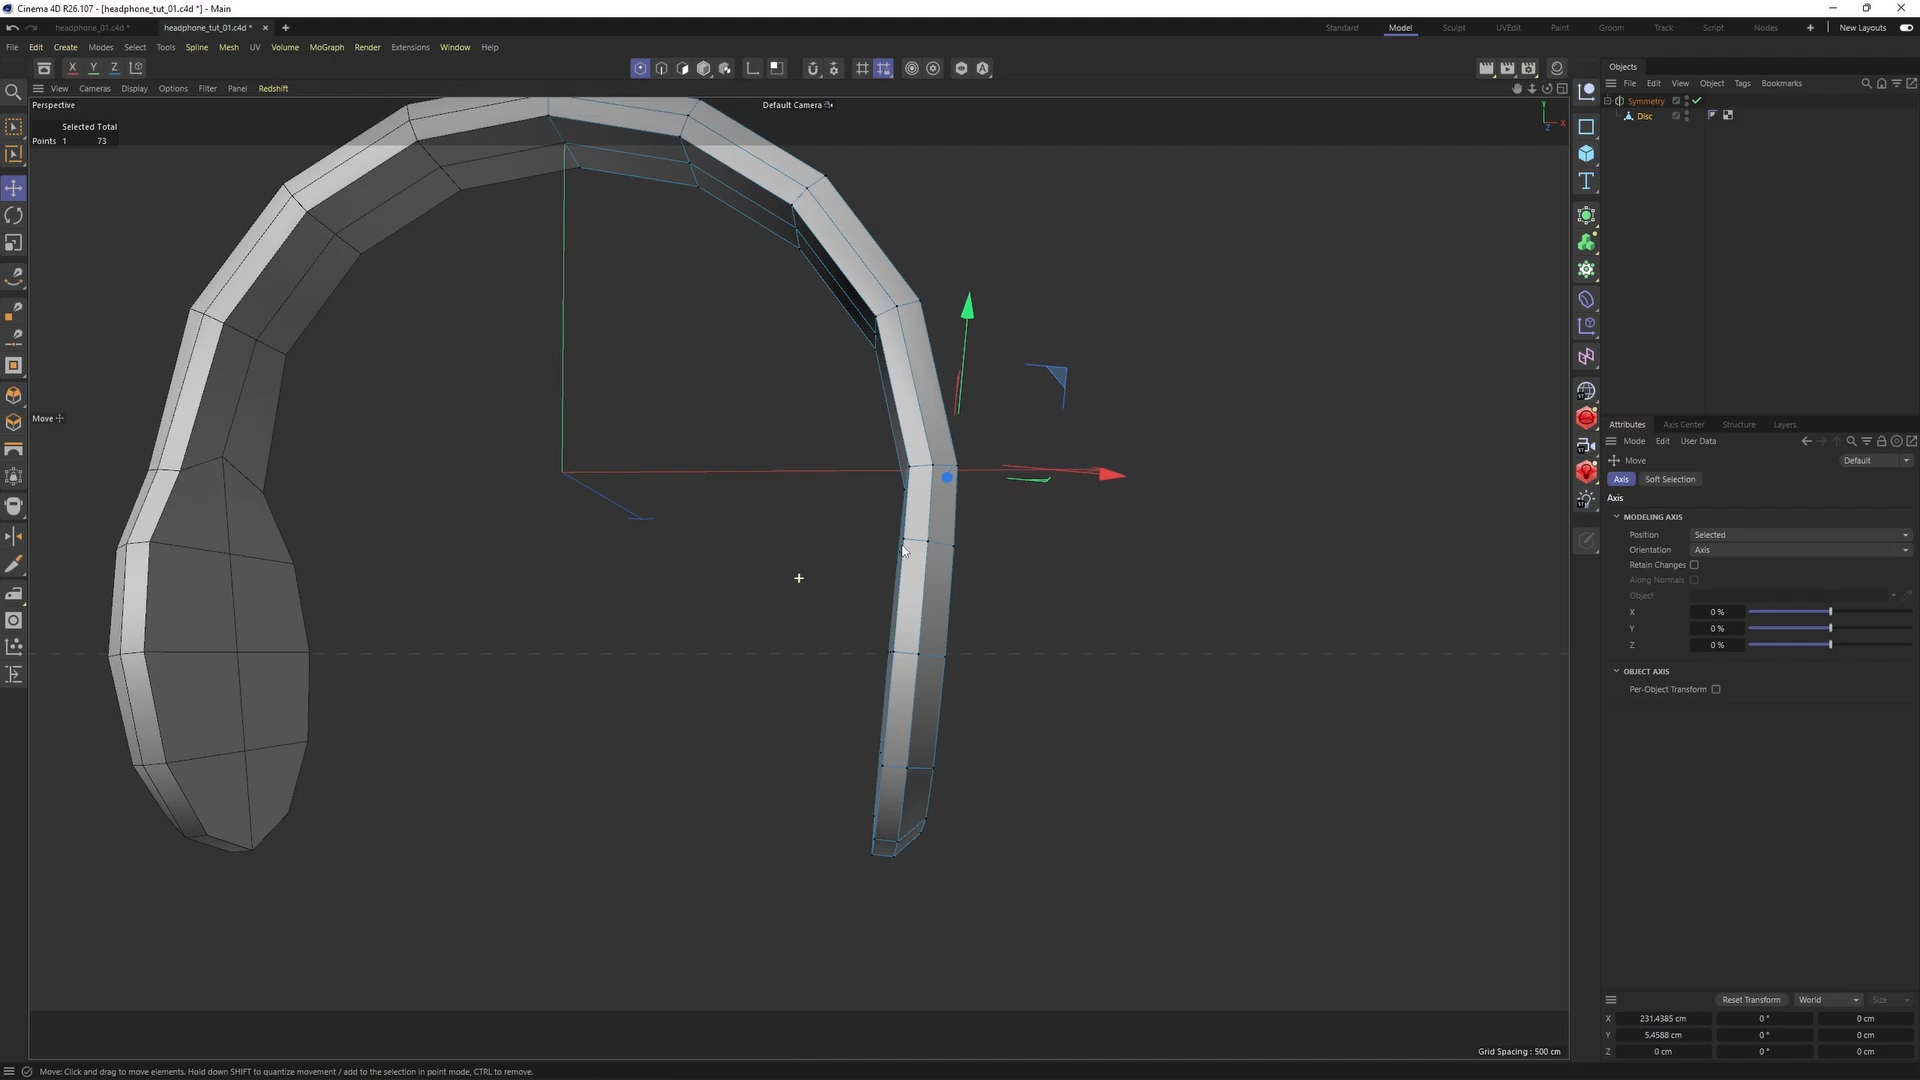 Cinema 4D R26.107 - [headphone_tut_01.c4d *] - Main
headphone_01.c4d *
headphone_tut_01.c4d *
Standard
Model
Sculpt
UVEdit
Paint
Groom
Track
Script
Nodes
New Layouts
File
Edit
Create
Modes
Select
Tools
Spline
Mesh
UV
Volume
MoGraph
Render
Extensions
Window
Help
X
Y
Z
Objects
View
Cameras
Display
Options
Filter
Panel
Redshift
File
Edit
View
Object
Tags
Bookmarks
Perspective
Default Camera
Symmetry
Disc
Selected Total
Points 1 73
Y
X
Z
Move
Attributes
Axis Center
Structure
Layers
Mode
Edit
User Data
Move
Default
Axis
Soft Selection
Axis
MODELING AXIS
Position
Selected
Orientation
Axis
Retain Changes
Along Normals
Object
X
0 %
Y
0 %
Z
0 %
OBJECT AXIS
Per-Object Transform
Reset Transform
World
Size
X
231.4385 cm
0 °
0 cm
Y
5.4588 cm
0 °
0 cm
Z
0 cm
0 °
0 cm
Grid Spacing : 500 cm
Move: Click and drag to move elements. Hold down SHIFT to quantize movement / add to the selection in point mode, CTRL to remove.